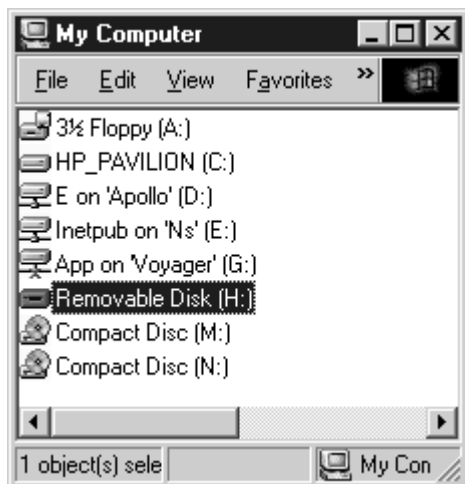 My Computer
File Edit View Favorites »
3½ Floppy (A:)
HP_PAVILION (C:)
E on 'Apollo' (D:)
Inetpub on 'Ns' (E:)
App on 'Voyager' (G:)
Removable Disk (H:)
Compact Disc (M:)
Compact Disc (N:)
1 object(s) sele My Con